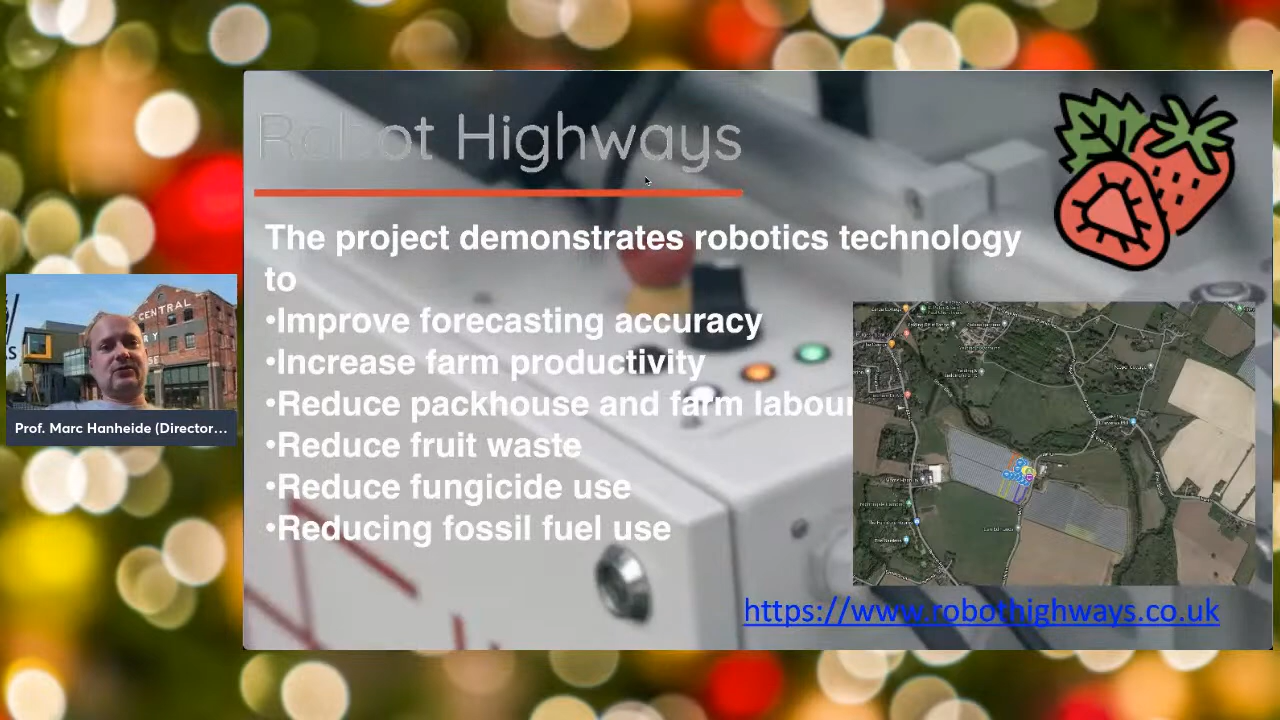 Robot Highways
The project demonstrates robotics technology
to
•Improve forecasting accuracy
•Increase farm productivity
•Reduce packhouse and farm labour
•Reduce fruit waste
•Reduce fungicide use
•Reducing fossil fuel use
https://www.robothighways.co.uk
CENTRAL
Prof. Marc Hanheide (Director...